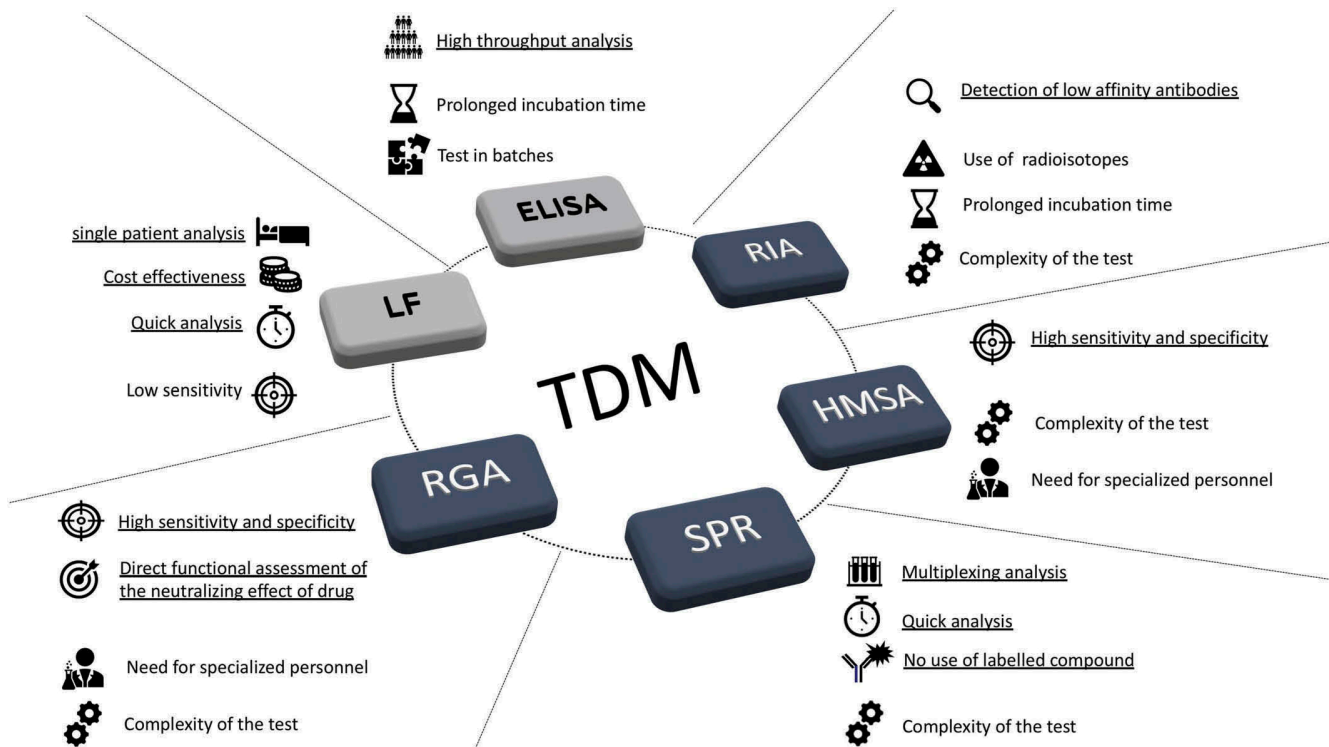 High throughput analysis
Prolonged incubation time
Test in batches
ELISA
Detection of low affinity antibodies
Use of radioisotopes
Prolonged incubation time
Complexity of the test
RIA
single patient analysis
Cost effectiveness
Quick analysis
Low sensitivity
LF
TDM
High sensitivity and specificity
Complexity of the test
Need for specialized personnel
HMSA
RGA
High sensitivity and specificity
Direct functional assessment of
the neutralizing effect of drug
Need for specialized personnel
Complexity of the test
SPR
Multiplexing analysis
Quick analysis
No use of labelled compound
Complexity of the test